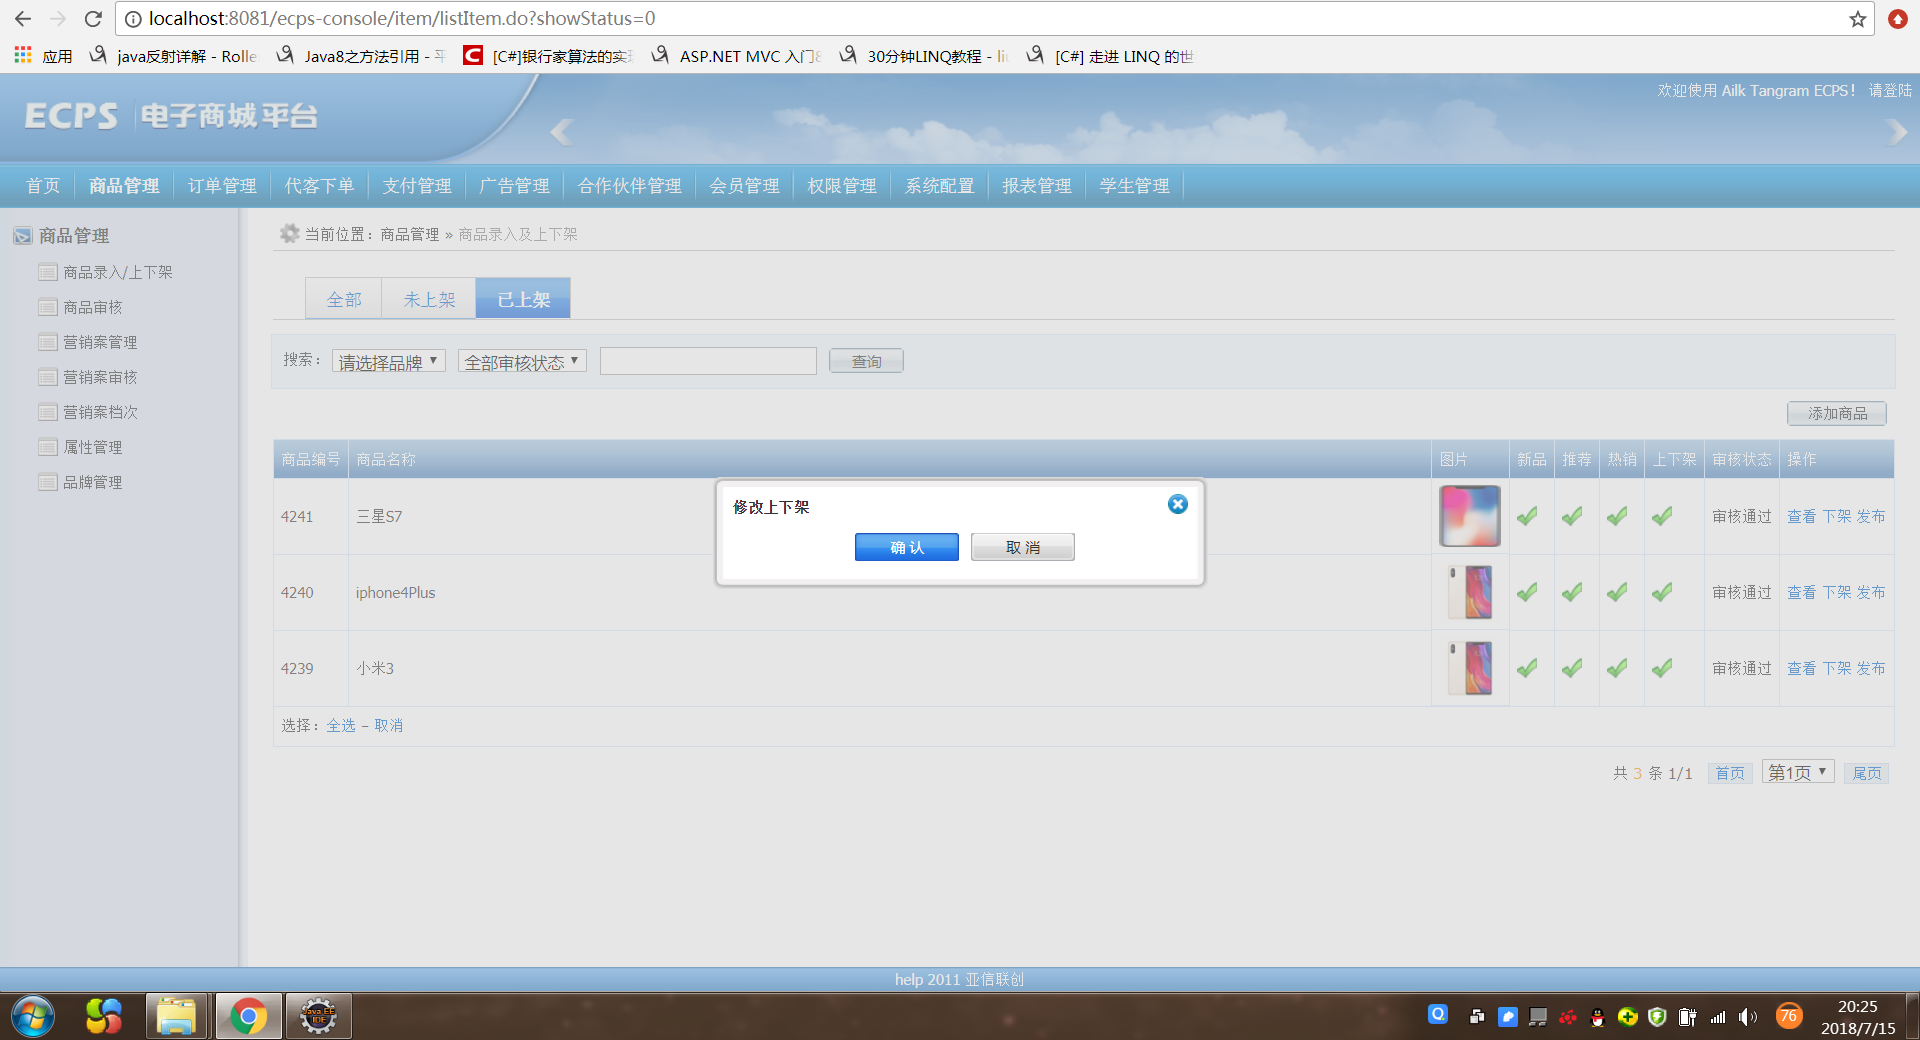 localhost:8081/ecps-console/item/listItem.do?showStatus=0
应用 java反射详解 - Rolle Java8之方法引用 - [C#]银行家算法的实 ASP.NET MVC 入门 30分钟LINQ教程 - li [C#] 走进 LINQ 的世
ECPS 电子商城平台
欢迎使用 Ailk Tangram ECPS！ 请登陆
首页 商品管理 订单管理 代客下单 支付管理 广告管理 合作伙伴管理 会员管理 权限管理 系统配置 报表管理 学生管理
商品管理
商品录入/上下架
商品审核
营销案管理
营销案审核
营销案档次
属性管理
品牌管理
当前位置：商品管理 » 商品录入及上下架
全部 未上架 已上架
搜索： 请选择品牌 全部审核状态 查询
添加商品
商品编号 商品名称 图片 新品 推荐 热销 上下架 审核状态 操作
4241 三星S7 审核通过 查看 下架 发布
4240 iphone4Plus 审核通过 查看 下架 发布
4239 小米3 审核通过 查看 下架 发布
选择：全选 – 取消
共 3 条 1/1 首页 第1页 尾页
修改上下架
确 认 取 消
help 2011 亚信联创
Java EE
IDE
Q
76
20:25
2018/7/15